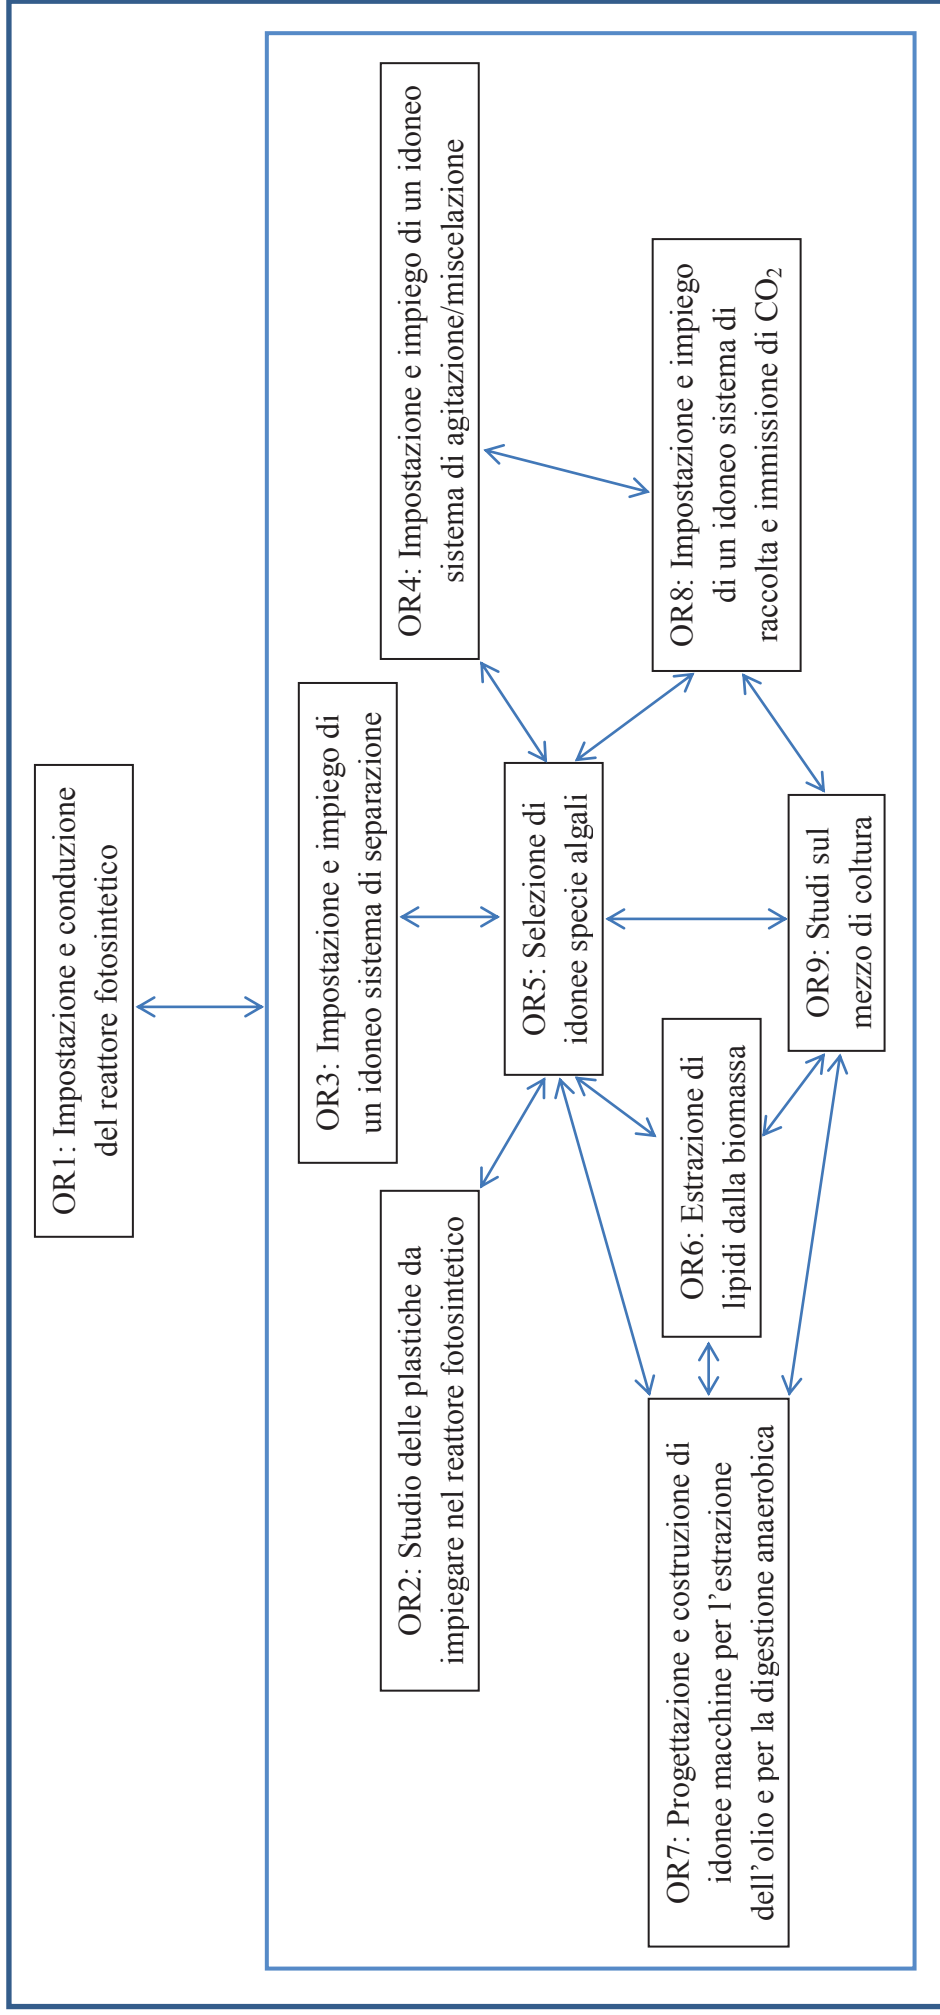 OR1: Impostazione e conduzione
del reattore fotosintetico
OR3: Impostazione e impiego di
un idoneo sistema di separazione
OR2: Studio delle plastiche da
impiegare nel reattore fotosintetico
OR4: Impostazione e impiego di un idoneo
sistema di agitazione/miscelazione
OR5: Selezione di
idonee specie algali
OR7: Progettazione e costruzione di
idonee macchine per l'estrazione
dell'olio e per la digestione anaerobica
OR6: Estrazione di
lipidi dalla biomassa
OR8: Impostazione e impiego
di un idoneo sistema di
raccolta e immissione di CO₂
OR9: Studi sul
mezzo di coltura